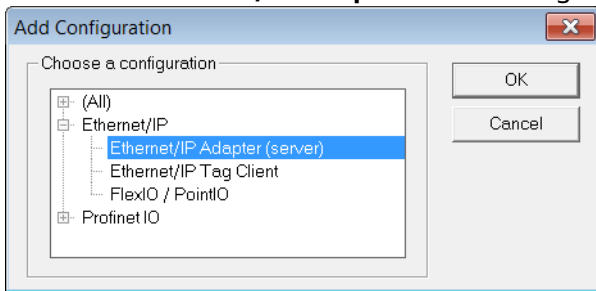 Add Configuration
Choose a configuration
OK
(All)
Ethernet/IP
Cancel
Ethernet/IP Adapter (server)
Ethernet/IP Tag Client
FlexIO / PointIO
Profinet IO